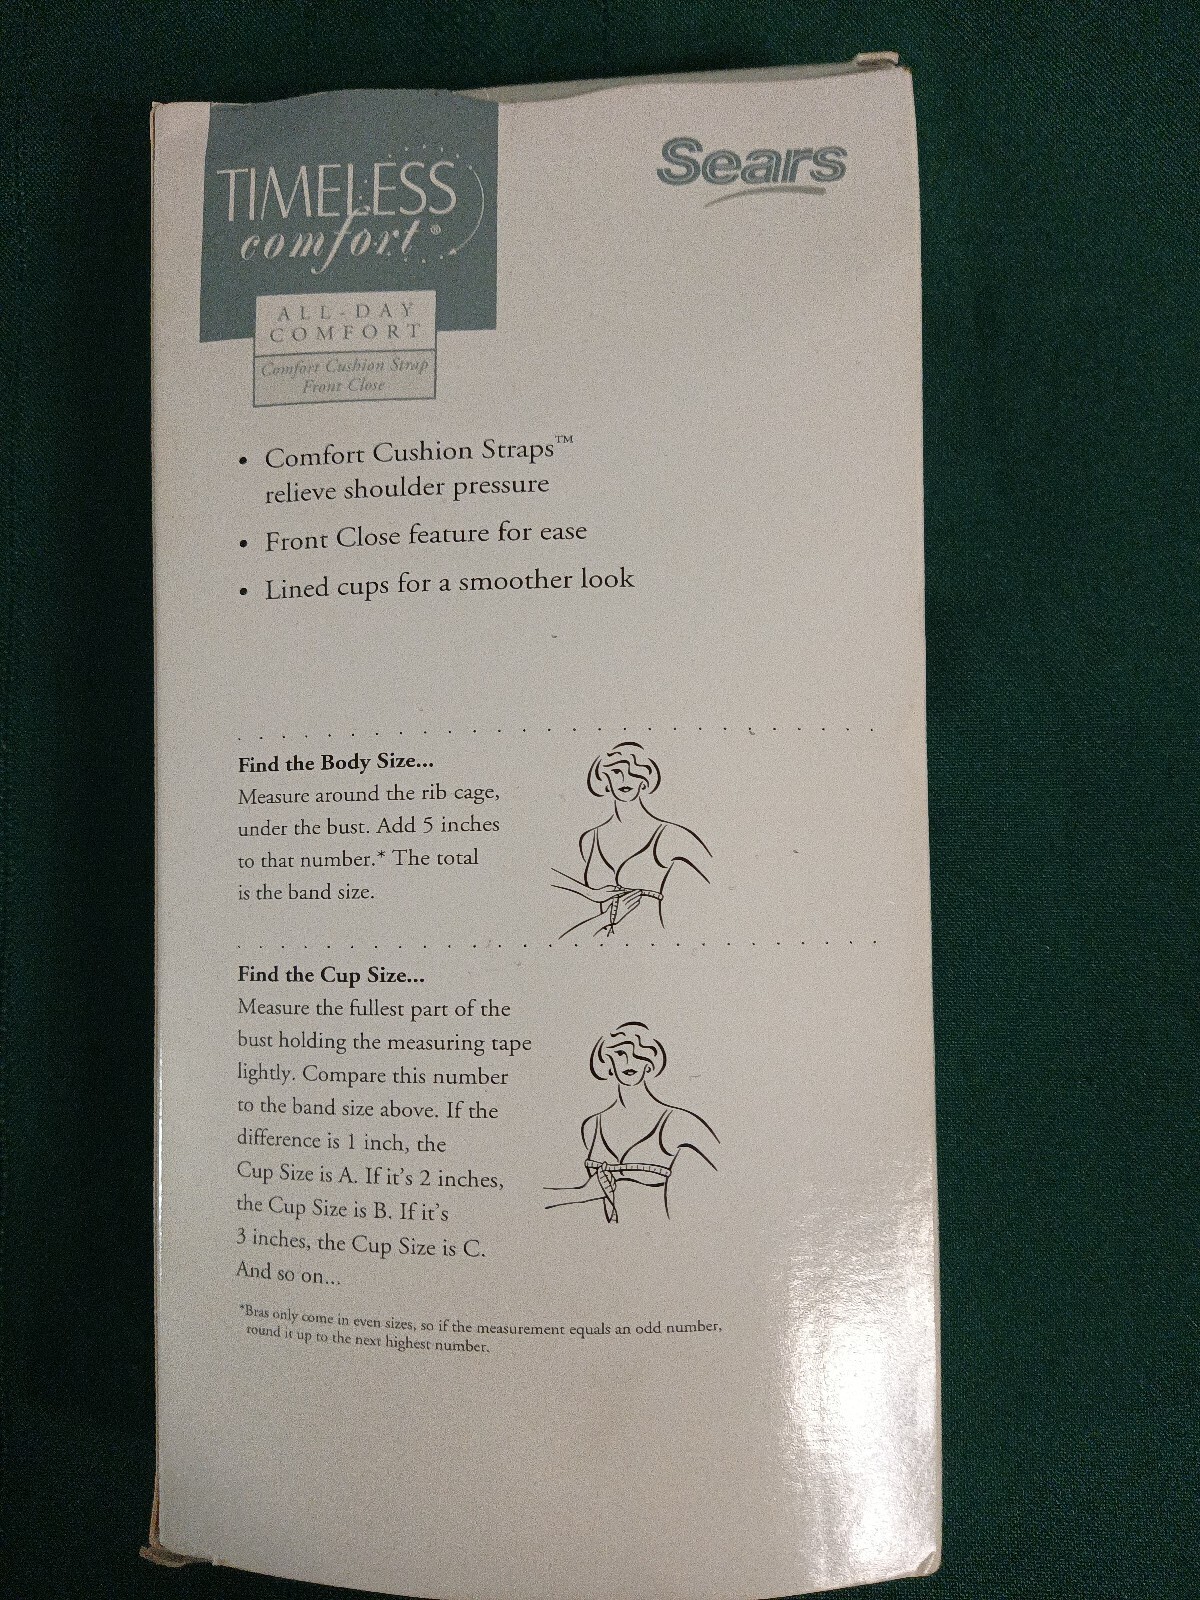 TIMELESS
comfort®
Sears
ALL-DAY
COMFORT
Comfort Cushion Strap
Front Close
• Comfort Cushion Straps™
relieve shoulder pressure
• Front Close feature for ease
• Lined cups for a smoother look
Find the Body Size...
Measure around the rib cage,
under the bust. Add 5 inches
to that number.* The total
is the band size.
Find the Cup Size...
Measure the fullest part of the
bust holding the measuring tape
lightly. Compare this number
to the band size above. If the
difference is 1 inch, the
Cup Size is A. If it's 2 inches,
the Cup Size is B. If it's
3 inches, the Cup Size is C.
And so on...
*Bras only come in even sizes, so if the measurement equals an odd number,
round it up to the next highest number.